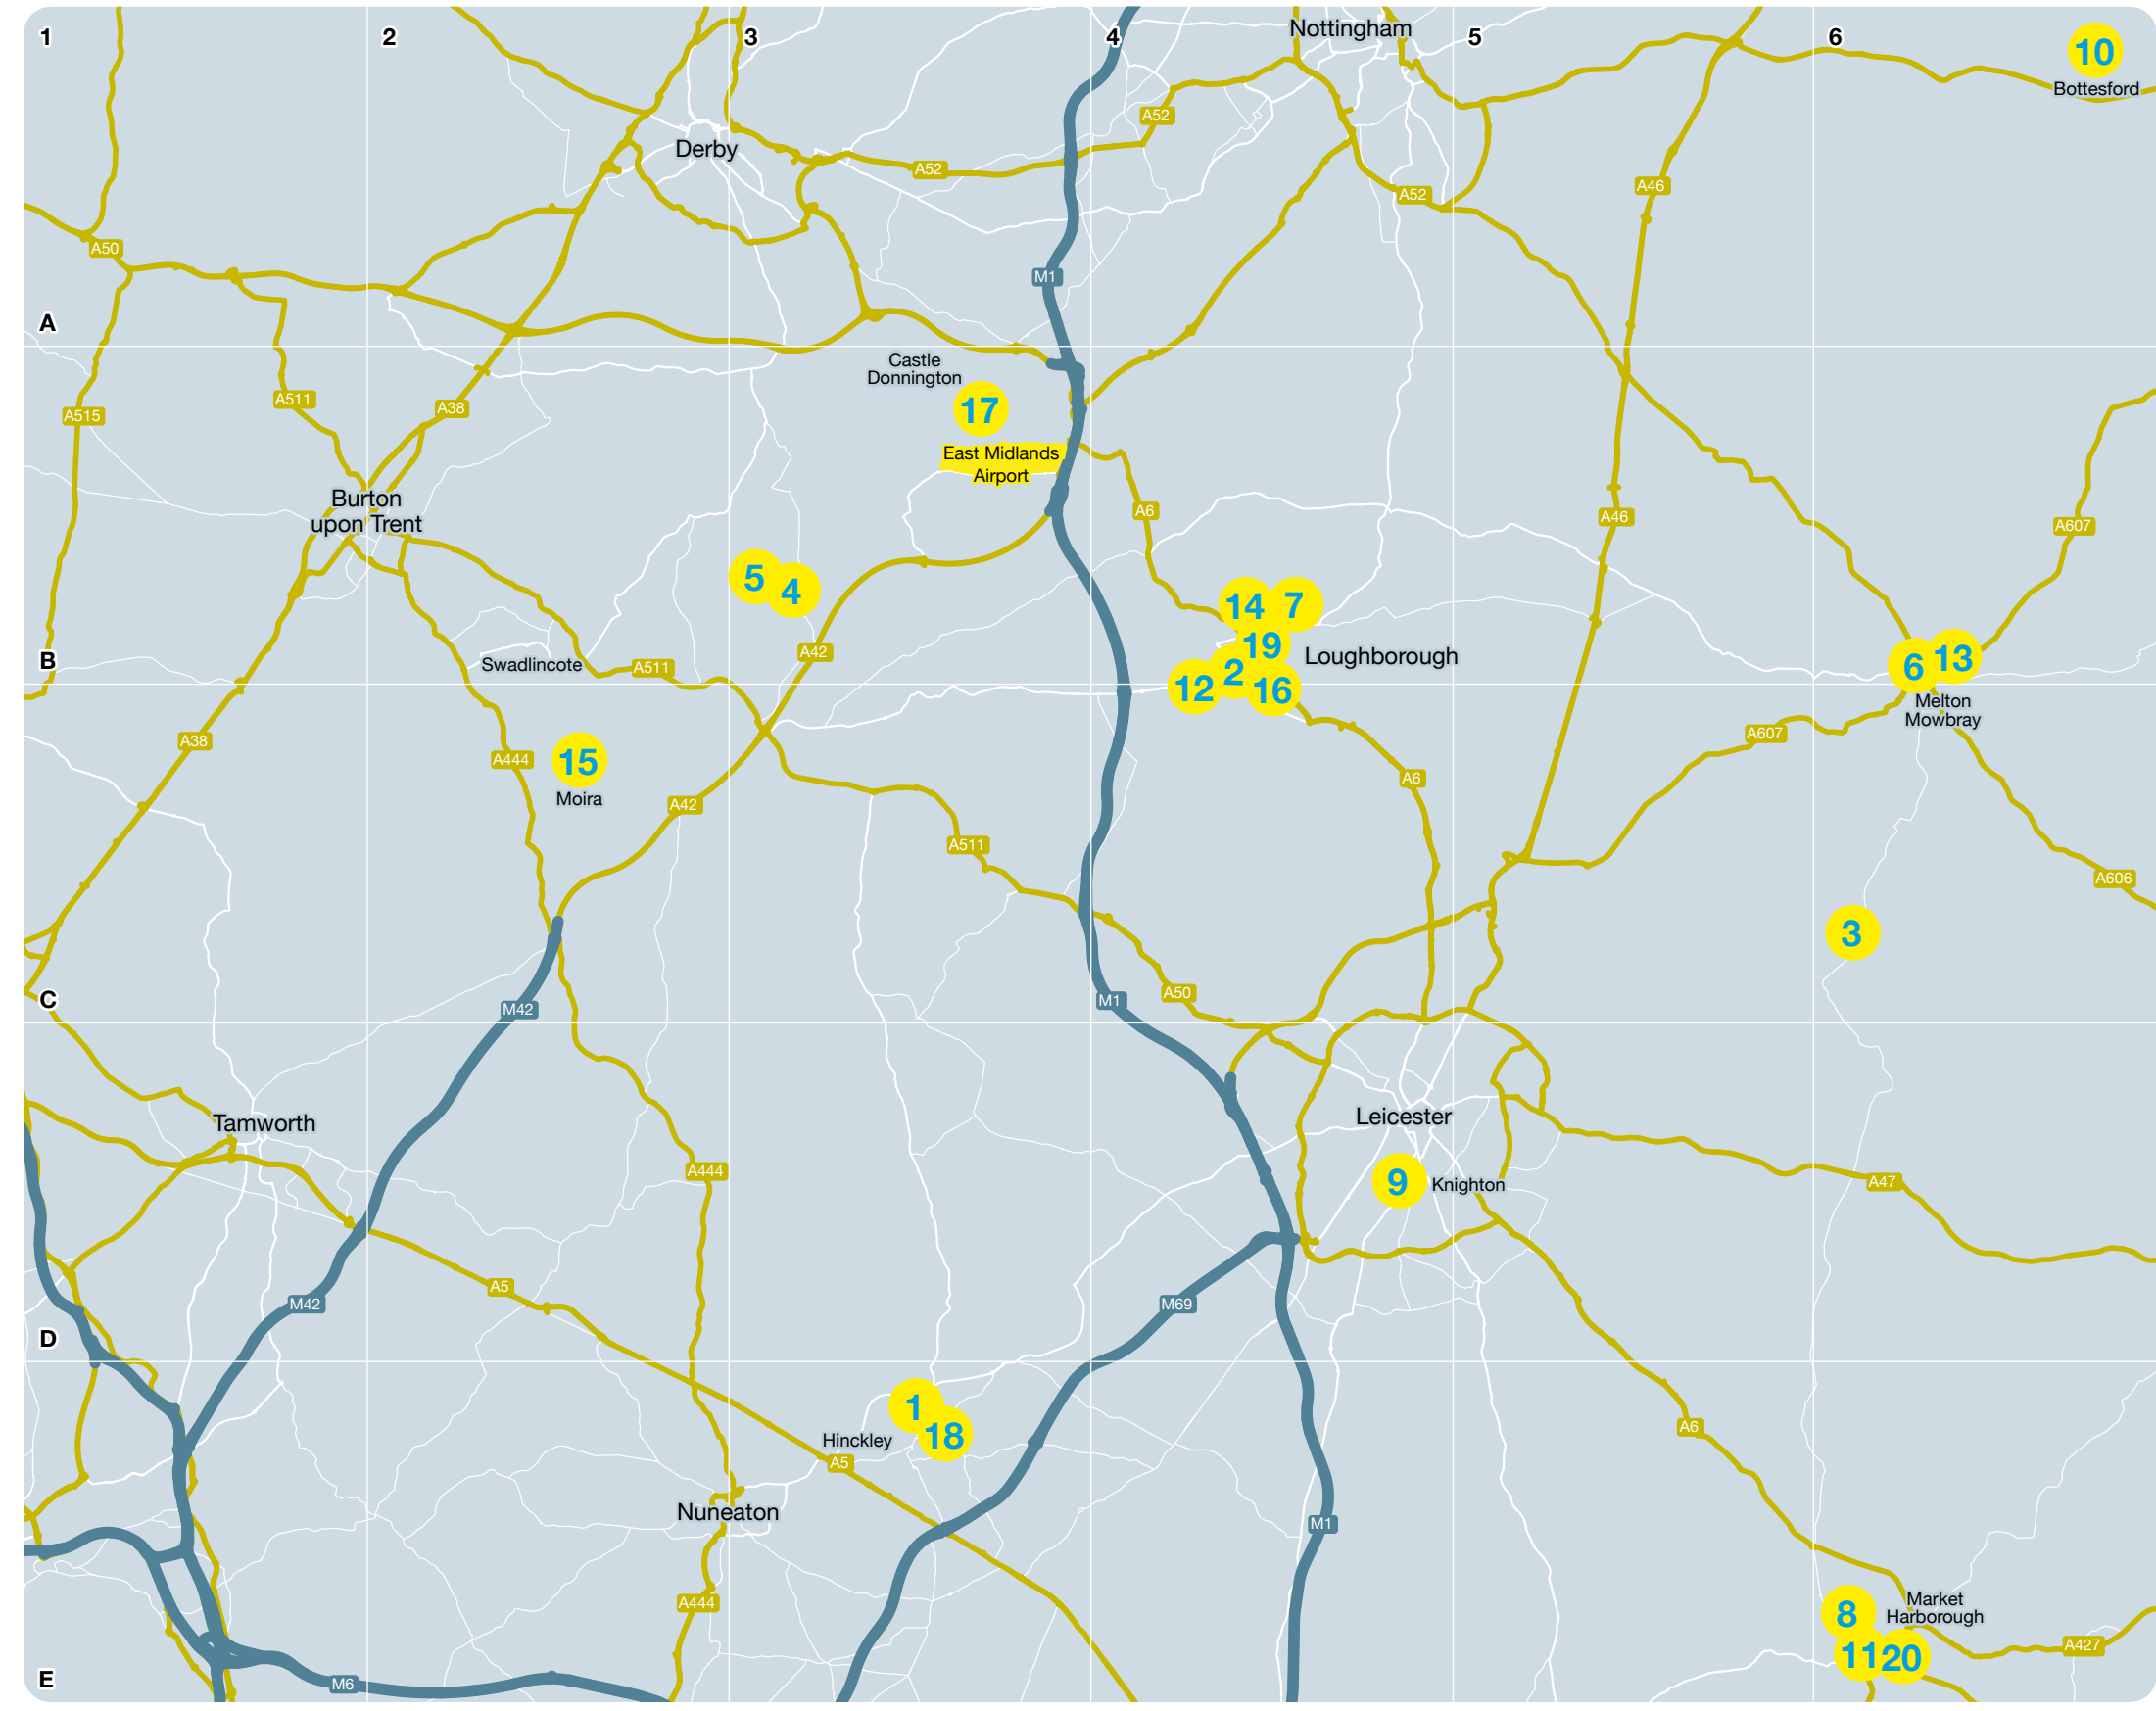 1
2
3
4
5
6
Nottingham
10
Bottesford
A52
Derby
A52
A52
A46
A50
M1
A
Castle
Donnington
17
East Midlands
Airport
A515
A511
A38
Burton
upon Trent
A6
A46
A607
5
4
14
7
19
Loughborough
2
12
16
B
Swadlincote
A511
A42
6
13
Melton
Mowbray
A38
A444
15
Moira
A42
A607
A6
A511
A606
3
C
M42
M1
A50
Tamworth
Leicester
A444
9
Knighton
A47
A5
M42
M69
D
1
18
Hinckley
A5
A6
Nuneaton
M1
A444
8
Market
Harborough
11
20
A427
E
M6